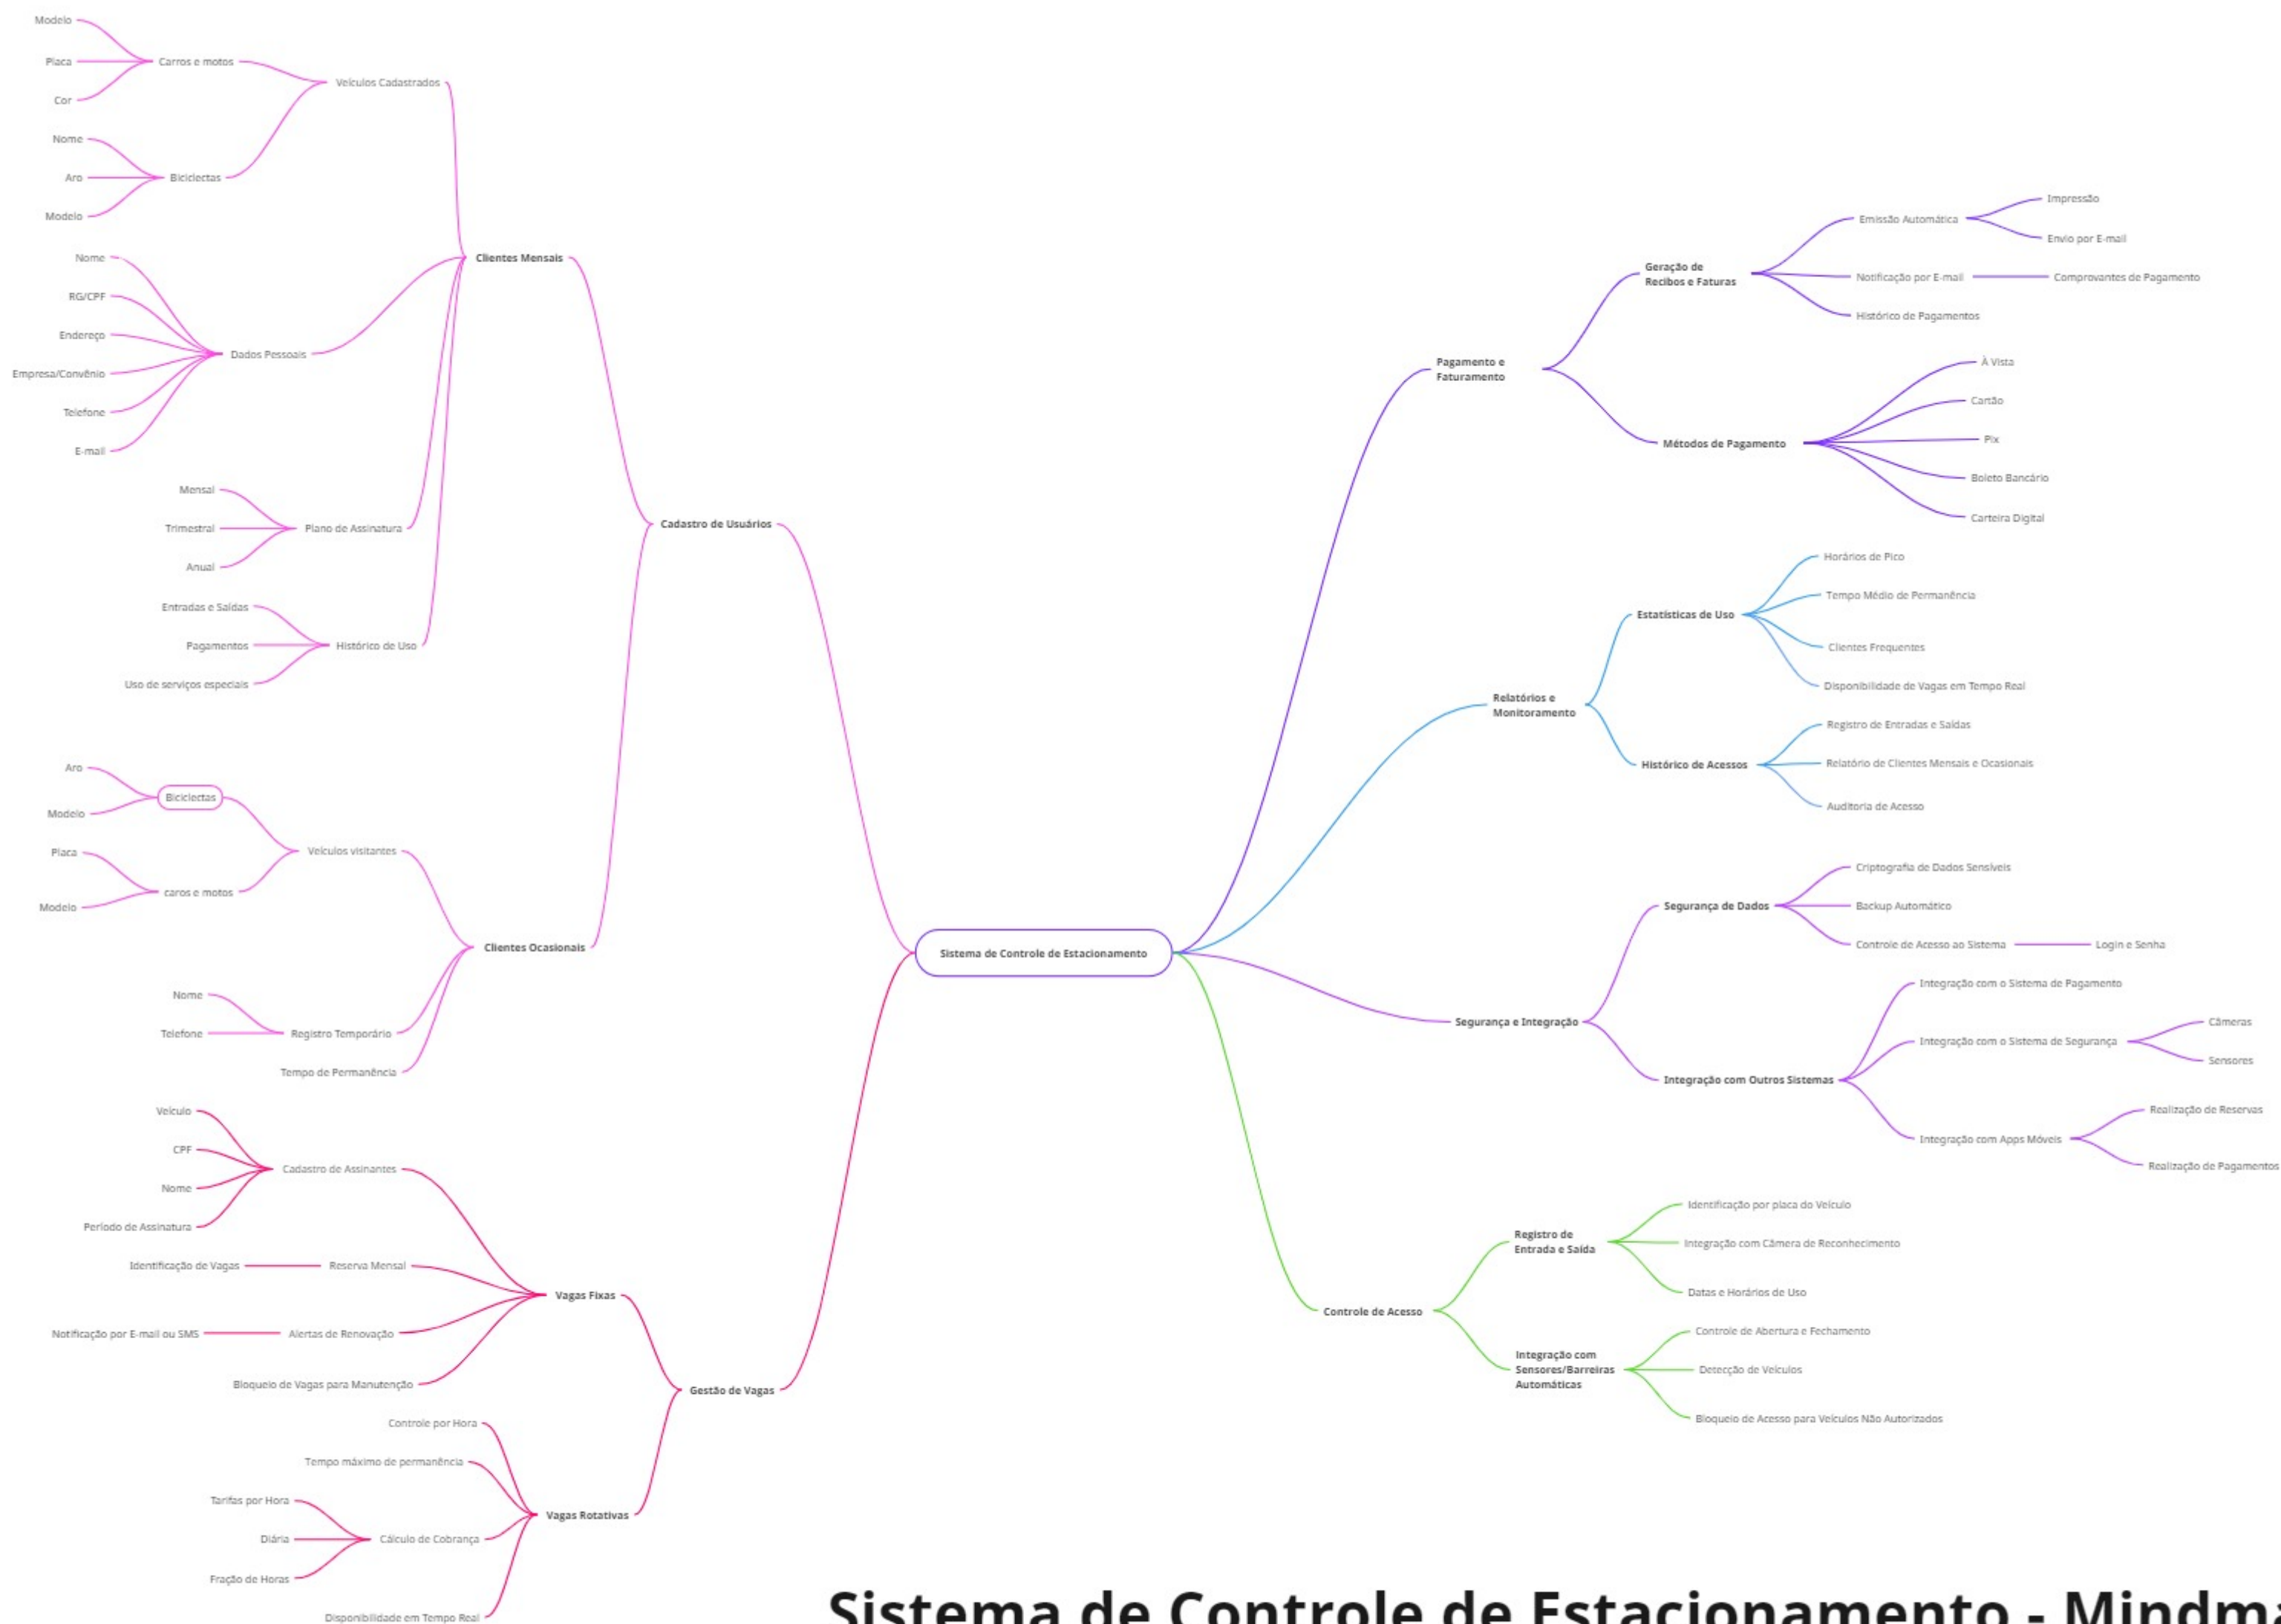 Modelo
Placa
Cor
Carros e motos
Veículos Cadastrados
Nome
Aro
Modelo
Biciclectas
Nome
RG/CPF
Endereço
Empresa/Convênio
Telefone
E-mail
Dados Pessoais
Clientes Mensais
Mensal
Trimestral
Anual
Plano de Assinatura
Entradas e Saídas
Pagamentos
Uso de serviços especiais
Histórico de Uso
Cadastro de Usuários
Aro
Modelo
Biciclectas
Placa
Modelo
caros e motos
Veículos visitantes
Clientes Ocasionais
Nome
Telefone
Registro Temporário
Tempo de Permanência
Veículo
CPF
Nome
Período de Assinatura
Cadastro de Assinantes
Identificação de Vagas
Reserva Mensal
Notificação por E-mail ou SMS
Alertas de Renovação
Bloqueio de Vagas para Manutenção
Vagas Fixas
Gestão de Vagas
Controle por Hora
Tempo máximo de permanência
Tarifas por Hora
Diária
Fração de Horas
Cálculo de Cobrança
Disponibilidade em Tempo Real
Vagas Rotativas
Sistema de Controle de Estacionamento
Pagamento e
Faturamento
Geração de
Recibos e Faturas
Emissão Automática
Impressão
Envio por E-mail
Notificação por E-mail
Comprovantes de Pagamento
Histórico de Pagamentos
Métodos de Pagamento
À Vista
Cartão
Pix
Boleto Bancário
Carteira Digital
Relatórios e
Monitoramento
Estatísticas de Uso
Horários de Pico
Tempo Médio de Permanência
Clientes Frequentes
Disponibilidade de Vagas em Tempo Real
Histórico de Acessos
Registro de Entradas e Saídas
Relatório de Clientes Mensais e Ocasionais
Auditoria de Acesso
Segurança e Integração
Segurança de Dados
Criptografia de Dados Sensíveis
Backup Automático
Controle de Acesso ao Sistema
Login e Senha
Integração com Outros Sistemas
Integração com o Sistema de Pagamento
Integração com o Sistema de Segurança
Câmeras
Sensores
Integração com Apps Móveis
Realização de Reservas
Realização de Pagamentos
Controle de Acesso
Registro de
Entrada e Saída
Identificação por placa do Veículo
Integração com Câmera de Reconhecimento
Datas e Horários de Uso
Integração com
Sensores/Barreiras
Automáticas
Controle de Abertura e Fechamento
Detecção de Veículos
Bloqueio de Acesso para Veículos Não Autorizados
Sistema de Controle de Estacionamento -